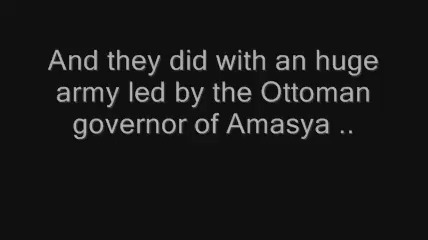 And they did with an huge
army led by the Ottoman
governor of Amasya ..